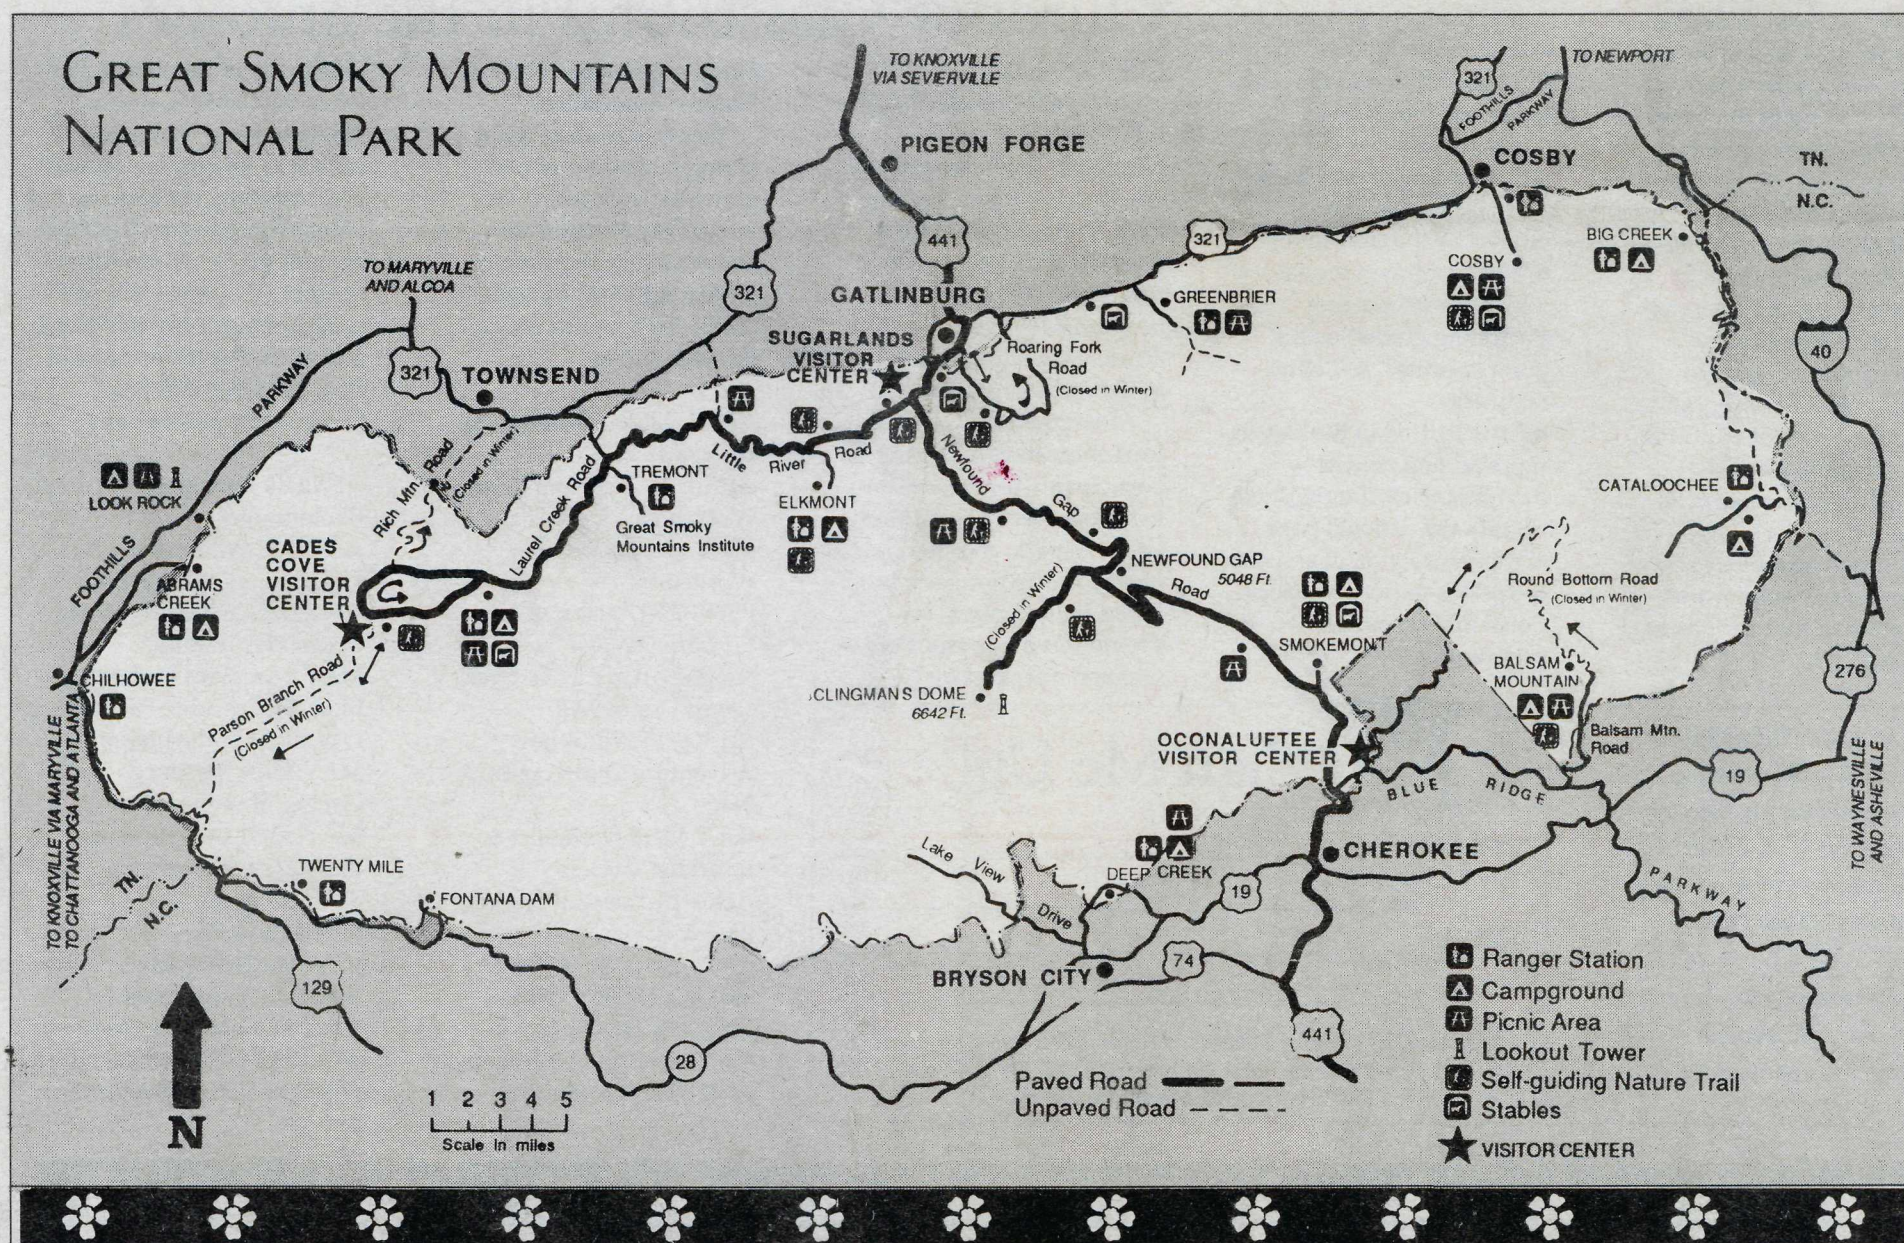 GREAT SMOKY MOUNTAINS
NATIONAL PARK
TO KNOXVILLE
VIA SEVIERVILLE
PIGEON FORGE
441
321
TO NEWPORT
FOOTHILLS
PARKWAY
COSBY
TN.
N.C.
BIG CREEK
COSBY
321
40
TO MARYVILLE
AND ALCOA
321
321
GATLINBURG
GREENBRIER
SUGARLANDS
VISITOR
CENTER
Roaring Fork
Road
(Closed in Winter)
TOWNSEND
PARKWAY
FOOTHILLS
LOOK ROCK
Rich Mtn. Road
(Closed in Winter)
Laurel Creek Road
TREMONT
Great Smoky
Mountains Institute
Little River Road
ELKMONT
Newfound Gap Road
CATALOOCHEE
CADES
COVE
VISITOR
CENTER
ABRAMS
CREEK
NEWFOUND GAP
5048 Ft.
(Closed in Winter)
Round Bottom Road
(Closed in Winter)
SMOKEMONT
BALSAM
MOUNTAIN
276
CHILHOWEE
Parson Branch Road
(Closed in Winter)
CLINGMANS DOME
6642 Ft.
OCONALUFTEE
VISITOR CENTER
Balsam Mtn.
Road
19
BLUE RIDGE
PARKWAY
TO KNOXVILLE VIA MARYVILLE
TO CHATTANOOGA AND ATLANTA
TO WAYNESVILLE
AND ASHEVILLE
TN.
N.C.
TWENTY MILE
FONTANA DAM
Lake View Drive
DEEP CREEK
CHEROKEE
19
74
BRYSON CITY
129
28
441
N
1 2 3 4 5
Scale in miles
Paved Road
Unpaved Road
Ranger Station
Campground
Picnic Area
Lookout Tower
Self-guiding Nature Trail
Stables
VISITOR CENTER